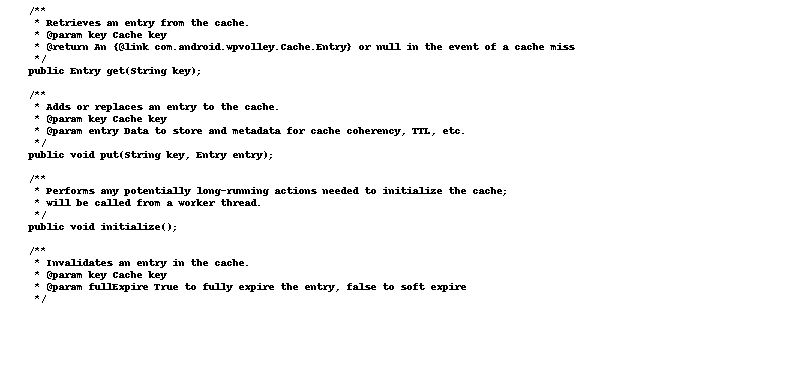 /**
* Retrieves an entry from the cache.
* @param key Cache key
* @return An {@link com.android.wpvolley.Cache.Entry} or null in the event of a cache miss
*/
public Entry get(String key);
/**
* Adds or replaces an entry to the cache.
* @param key Cache key
* @param entry Data to store and metadata for cache coherency, TTL, etc.
*/
public void put(String key, Entry entry);
/**
* Performs any potentially long-running actions needed to initialize the cache;
* will be called from a worker thread.
*/
public void initialize();
/**
* Invalidates an entry in the cache.
* @param key Cache key
* @param fullExpire True to fully expire the entry, false to soft expire
*/